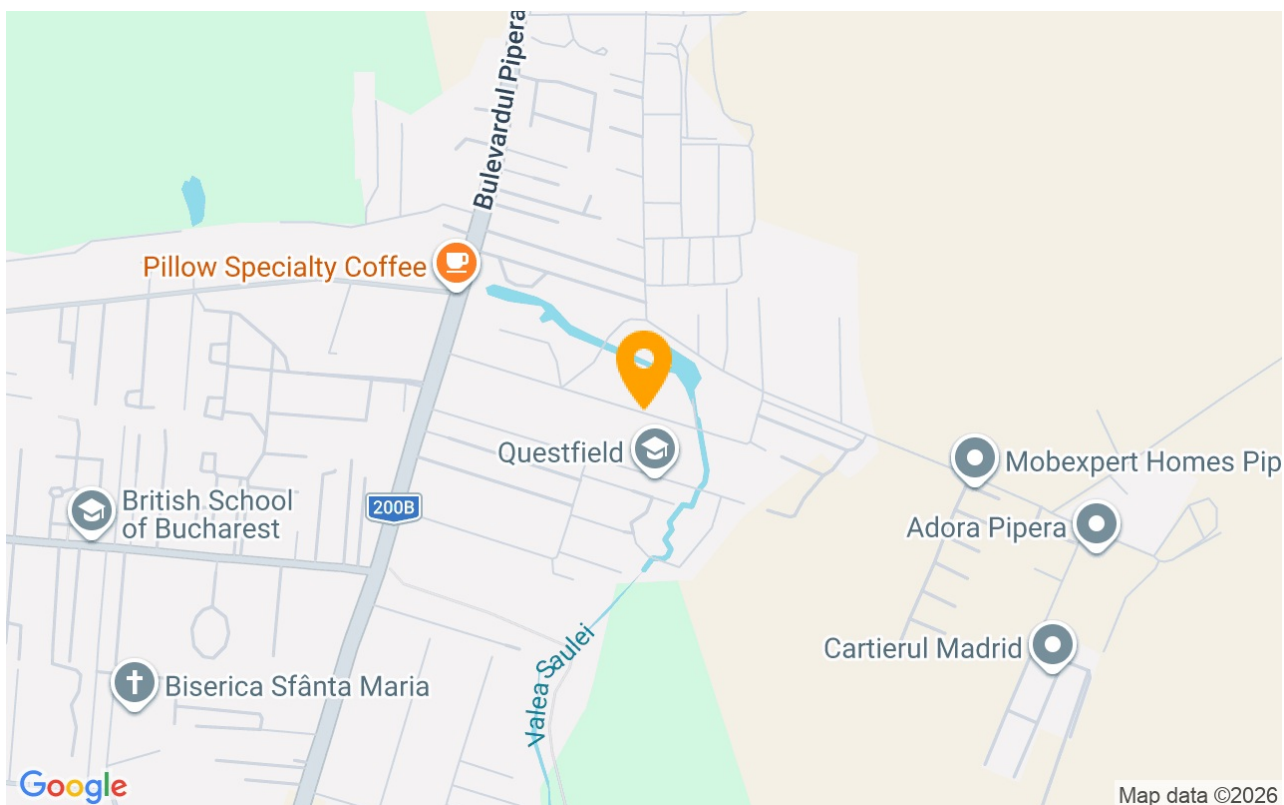 Bulevardul Pipera
Pillow Specialty Coffee
Questfield
200B
British School
of Bucharest
Mobexpert Homes Pip
Adora Pipera
Cartierul Madrid
Valea Saulei
Biserica Sfânta Maria
Google
Map data ©2026